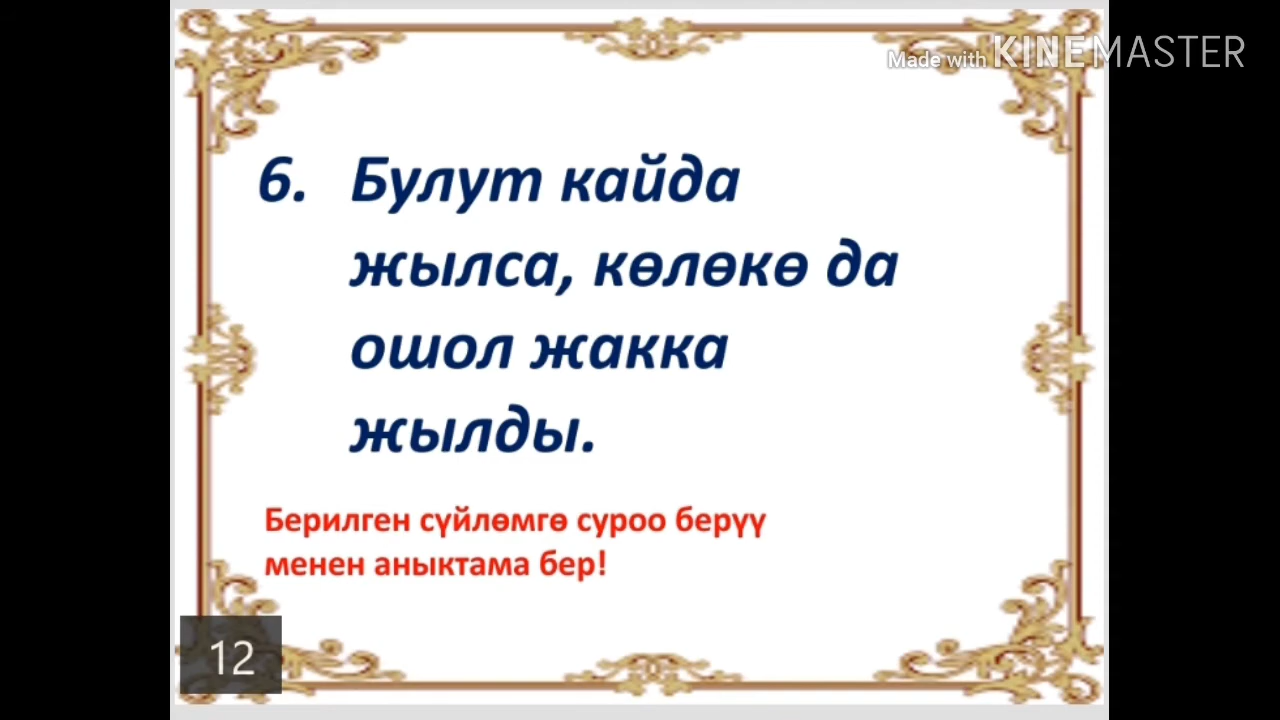 Made with KINEMASTER
6. Булут кайда
жылса, көлөкө да
ошол жакка
жылды.
Берилген сүйлөмгө суроо берүү
менен аныктама бер!
12